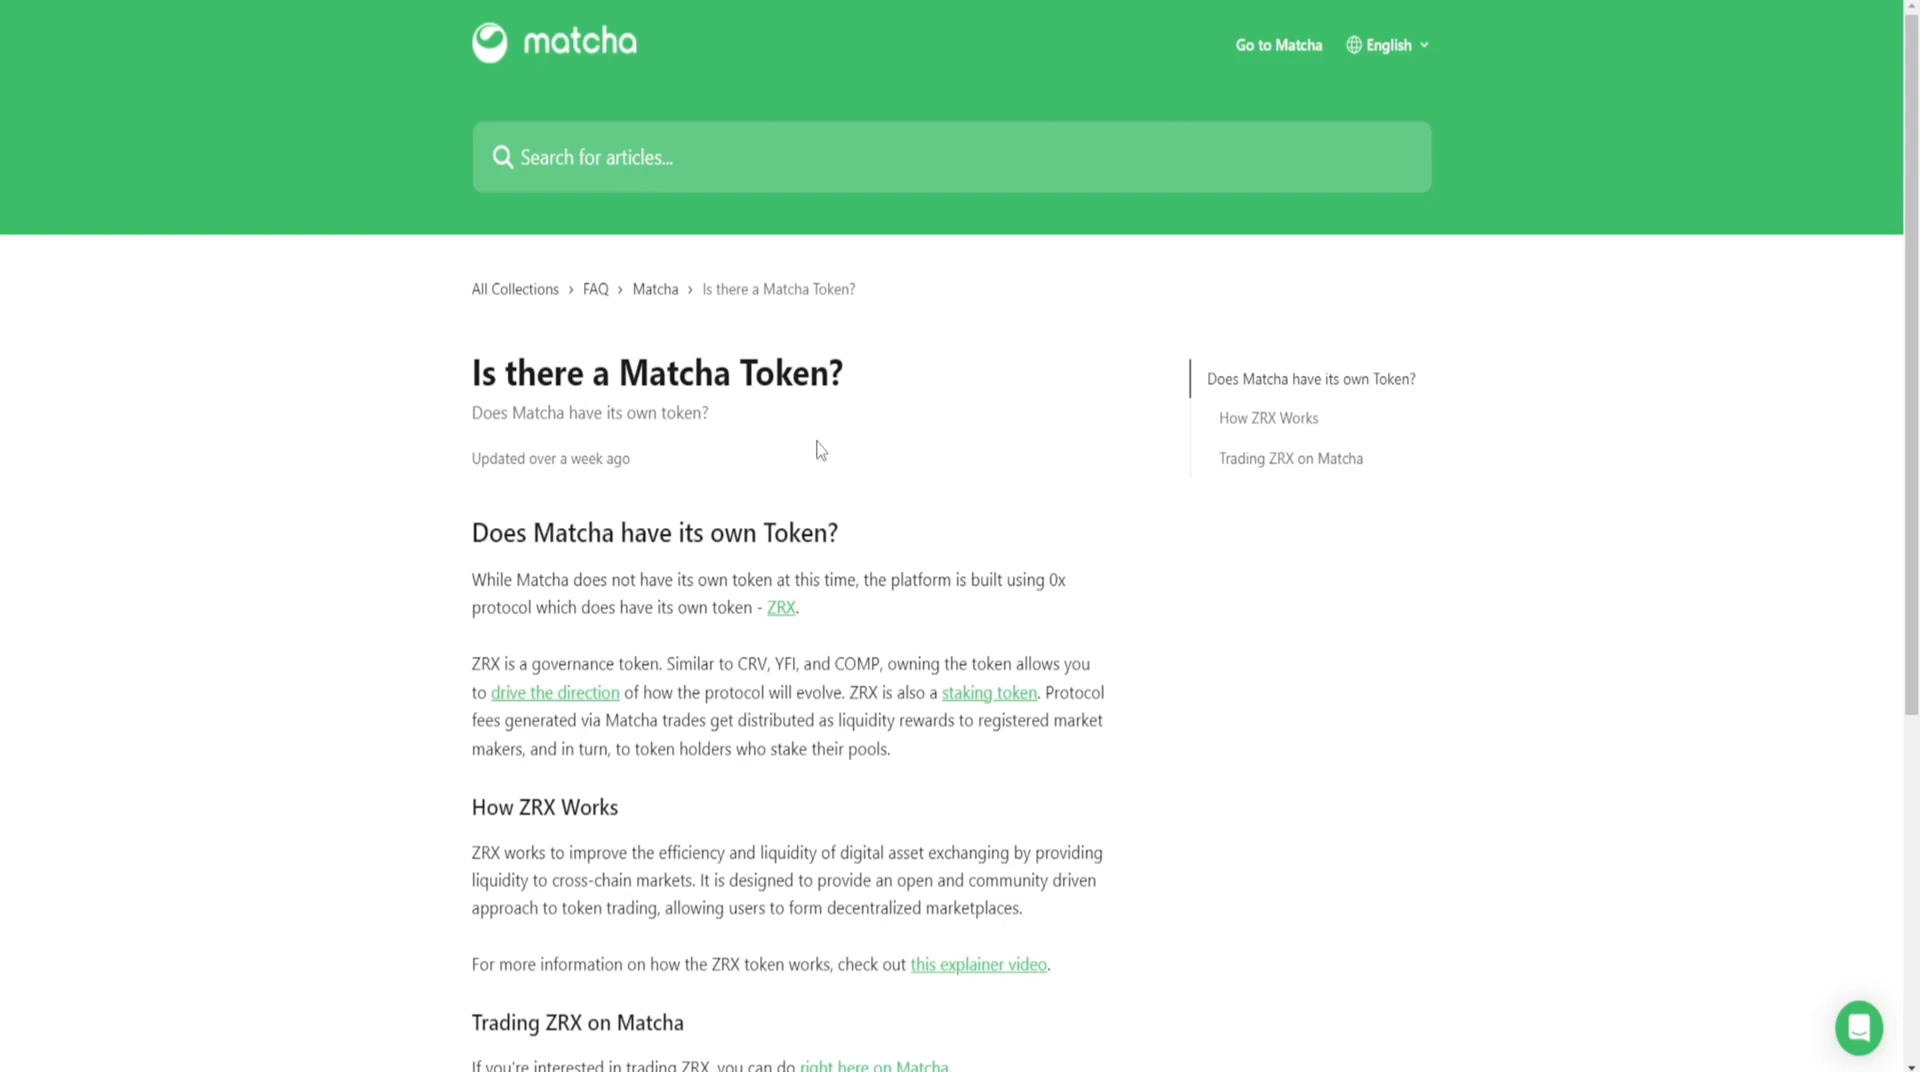 matcha
Go to Matcha
English
Search for articles...
All Collections > FAQ > Matcha > Is there a Matcha Token?
Is there a Matcha Token?
Does Matcha have its own token?
Updated over a week ago
Does Matcha have its own Token?
How ZRX Works
Trading ZRX on Matcha
Does Matcha have its own Token?
While Matcha does not have its own token at this time, the platform is built using 0x
protocol which does have its own token - ZRX.
ZRX is a governance token. Similar to CRV, YFI, and COMP, owning the token allows you
to drive the direction of how the protocol will evolve. ZRX is also a staking token. Protocol
fees generated via Matcha trades get distributed as liquidity rewards to registered market
makers, and in turn, to token holders who stake their pools.
How ZRX Works
ZRX works to improve the efficiency and liquidity of digital asset exchanging by providing
liquidity to cross-chain markets. It is designed to provide an open and community driven
approach to token trading, allowing users to form decentralized marketplaces.
For more information on how the ZRX token works, check out this explainer video.
Trading ZRX on Matcha
If you're interested in trading ZRX, you can do right here on Matcha.